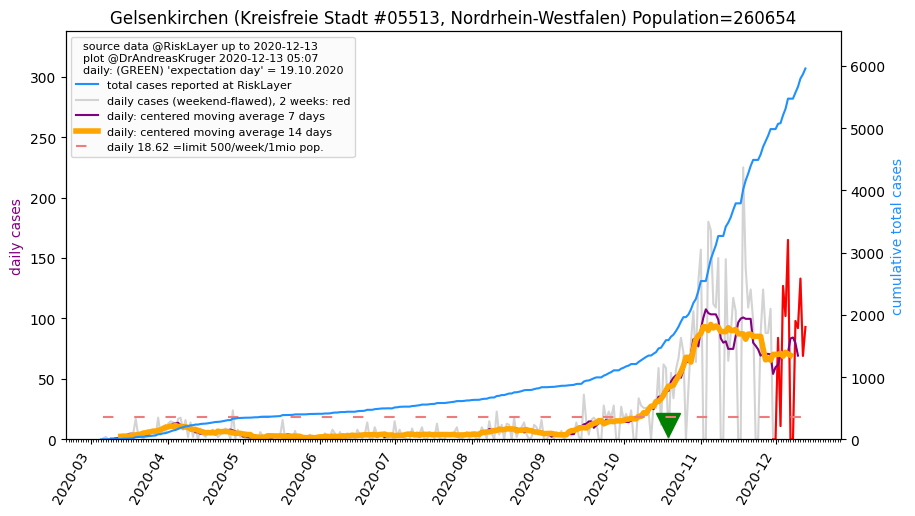 Gelsenkirchen (Kreisfreie Stadt #05513, Nordrhein-Westfalen) Population=260654
source data @RiskLayer up to 2020-12-13
plot @DrAndreasKruger 2020-12-13 05:07
daily: (GREEN) 'expectation day' = 19.10.2020
total cases reported at RiskLayer
daily cases (weekend-flawed), 2 weeks: red
daily: centered moving average 7 days
daily: centered moving average 14 days
daily 18.62 =limit 500/week/1mio pop.
daily cases
300
250
200
150
100
50
0
cumulative total cases
6000
5000
4000
3000
2000
1000
0
2020-03
2020-04
2020-05
2020-06
2020-07
2020-08
2020-09
2020-10
2020-11
2020-12